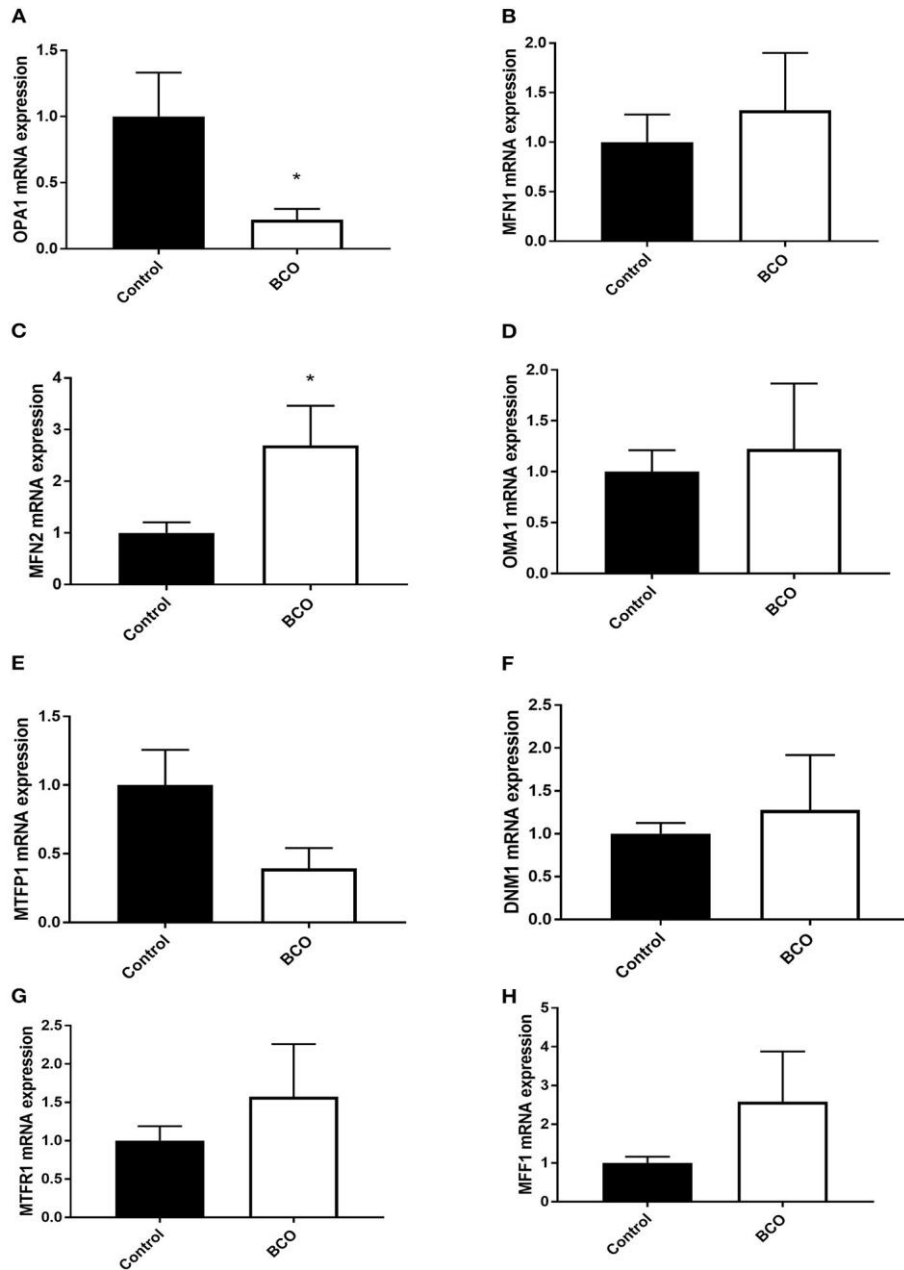 A
OPA1 mRNA expression
1.5
1.0
0.5
0.0
*
Control
BCO
B
MFN1 mRNA expression
2.0
1.5
1.0
0.5
0.0
Control
BCO
C
MFN2 mRNA expression
4
3
2
1
0
*
Control
BCO
D
OMA1 mRNA expression
2.0
1.5
1.0
0.5
0.0
Control
BCO
E
MTFP1 mRNA expression
1.5
1.0
0.5
0.0
Control
BCO
F
DNM1 mRNA expression
2.5
2.0
1.5
1.0
0.5
0.0
Control
BCO
G
MTFR1 mRNA expression
2.5
2.0
1.5
1.0
0.5
0.0
Control
BCO
H
MFF1 mRNA expression
5
4
3
2
1
0
Control
BCO